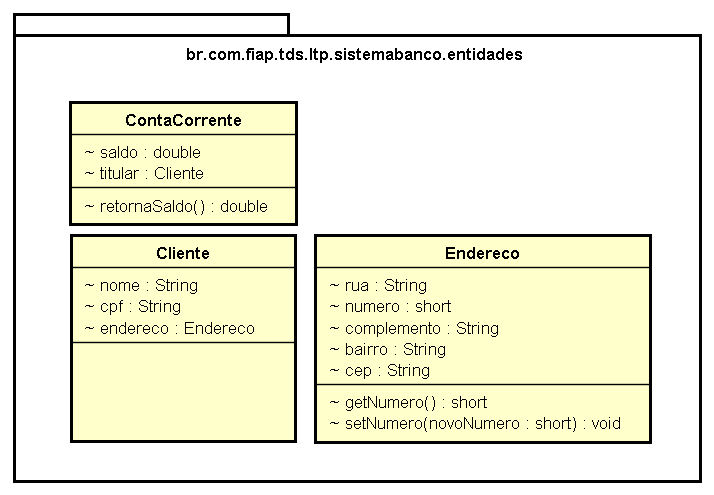 br.com.fiap.tds.ltp.sistemabanco.entidades
ContaCorrente
~ saldo : double
~ titular : Cliente
~ retornaSaldo() : double
Cliente
~ nome : String
~ cpf : String
~ endereco : Endereco
Endereco
~ rua : String
~ numero : short
~ complemento : String
~ bairro : String
~ cep : String
~ getNumero() : short
~ setNumero(novoNumero : short) : void